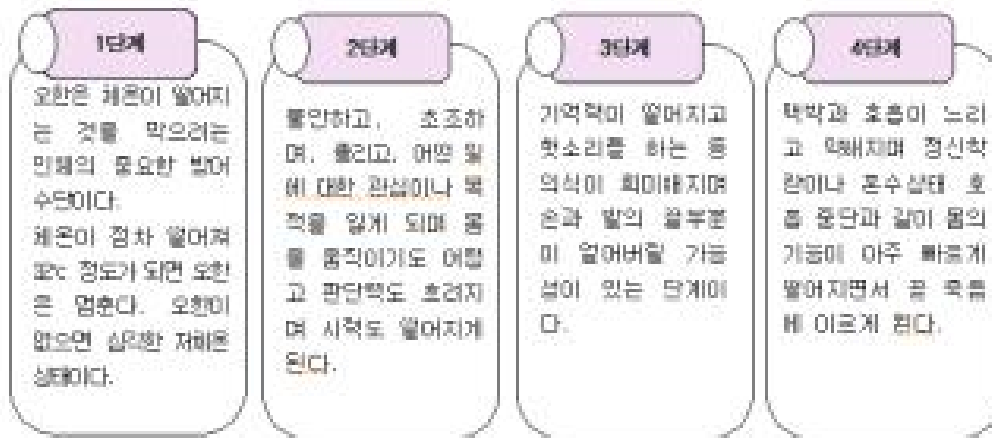 1단계
오한은 체온이 떨어지
는 것을 막으려는
인체의 중요한 방어
수단이다.
체온이 점차 떨어져
32℃ 정도가 되면 오한
은 멈춘다. 오한이
없으면 심각한 저체온
상태이다.
2단계
불안하고, 초조하
며, 졸리고, 어떤 일
에 대한 관심이나 목
적을 잃게 되며 몸
을 움직이기도 어렵
고 판단력도 흐려지
며 시력도 떨어지게
된다.
3단계
기억력이 떨어지고
헛소리를 하는 등
의식이 희미해지며
손과 발의 끝부분
이 얼어버릴 가능
성이 있는 단계이
다.
4단계
맥박과 호흡이 느리
고 약해지며 정신착
란이나 혼수상태 호
흡 중단과 같이 몸의
기능이 아주 빠르게
떨어지면서 곧 죽음
에 이르게 된다.